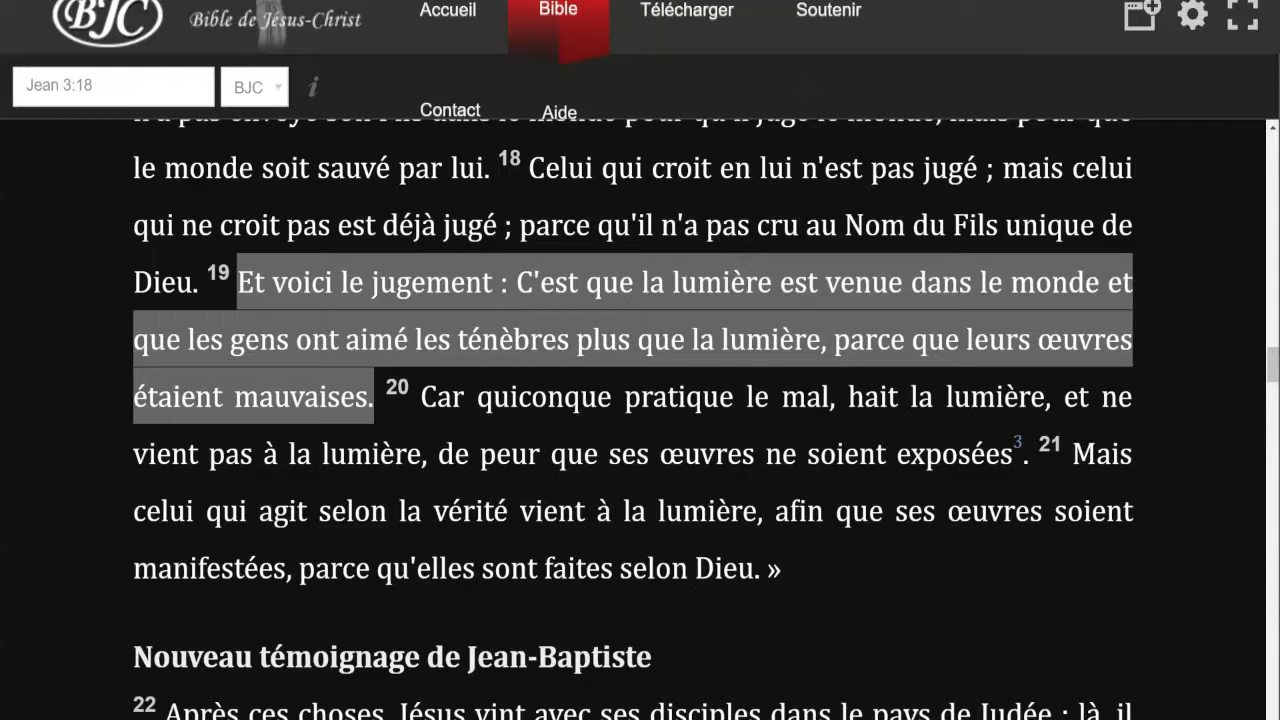 BJC Bible de Jésus-Christ
Accueil Bible Télécharger Soutenir
Jean 3:18 BJC i
Contact Aide
le monde soit sauvé par lui. 18 Celui qui croit en lui n'est pas jugé ; mais celui
qui ne croit pas est déjà jugé ; parce qu'il n'a pas cru au Nom du Fils unique de
Dieu. 19 Et voici le jugement : C'est que la lumière est venue dans le monde et
que les gens ont aimé les ténèbres plus que la lumière, parce que leurs œuvres
étaient mauvaises. 20 Car quiconque pratique le mal, hait la lumière, et ne
vient pas à la lumière, de peur que ses œuvres ne soient exposées3. 21 Mais
celui qui agit selon la vérité vient à la lumière, afin que ses œuvres soient
manifestées, parce qu'elles sont faites selon Dieu. »
Nouveau témoignage de Jean-Baptiste
22 Après ces choses, Jésus vint avec ses disciples dans le pays de Judée ; là, il